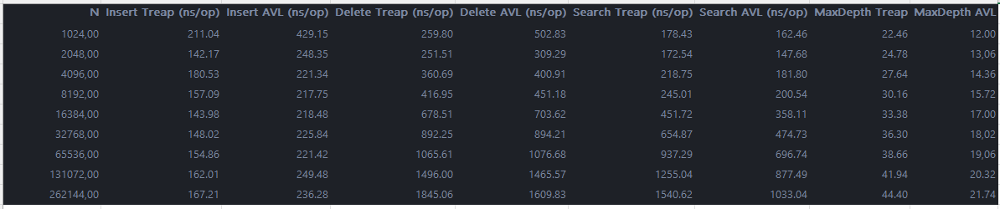 N Insert Treap (ns/op) Insert AVL (ns/op) Delete Treap (ns/op) Delete AVL (ns/op) Search Treap (ns/op) Search AVL (ns/op) MaxDepth Treap MaxDepth AVL
1024,00 211.04 429.15 259.80 502.83 178.43 162.46 22.46 12.00
2048,00 142.17 248.35 251.51 309.29 172.54 147.68 24.78 13,06
4096,00 180.53 221.34 360.69 400.91 218.75 181.80 27.64 14.36
8192,00 157.09 217.75 416.95 451.18 245.01 200.54 30.16 15.72
16384,00 143.98 218.48 678.51 703.62 451.72 358.11 33.38 17.00
32768,00 148.02 225.84 892.25 894.21 654.87 474.73 36.30 18,02
65536,00 154.86 221.42 1065.61 1076.68 937.29 696.74 38.66 19,06
131072,00 162.01 249.48 1496.00 1465.57 1255.04 877.49 41.94 20.32
262144,00 167.21 236.28 1845.06 1609.83 1540.62 1033.04 44.40 21.74